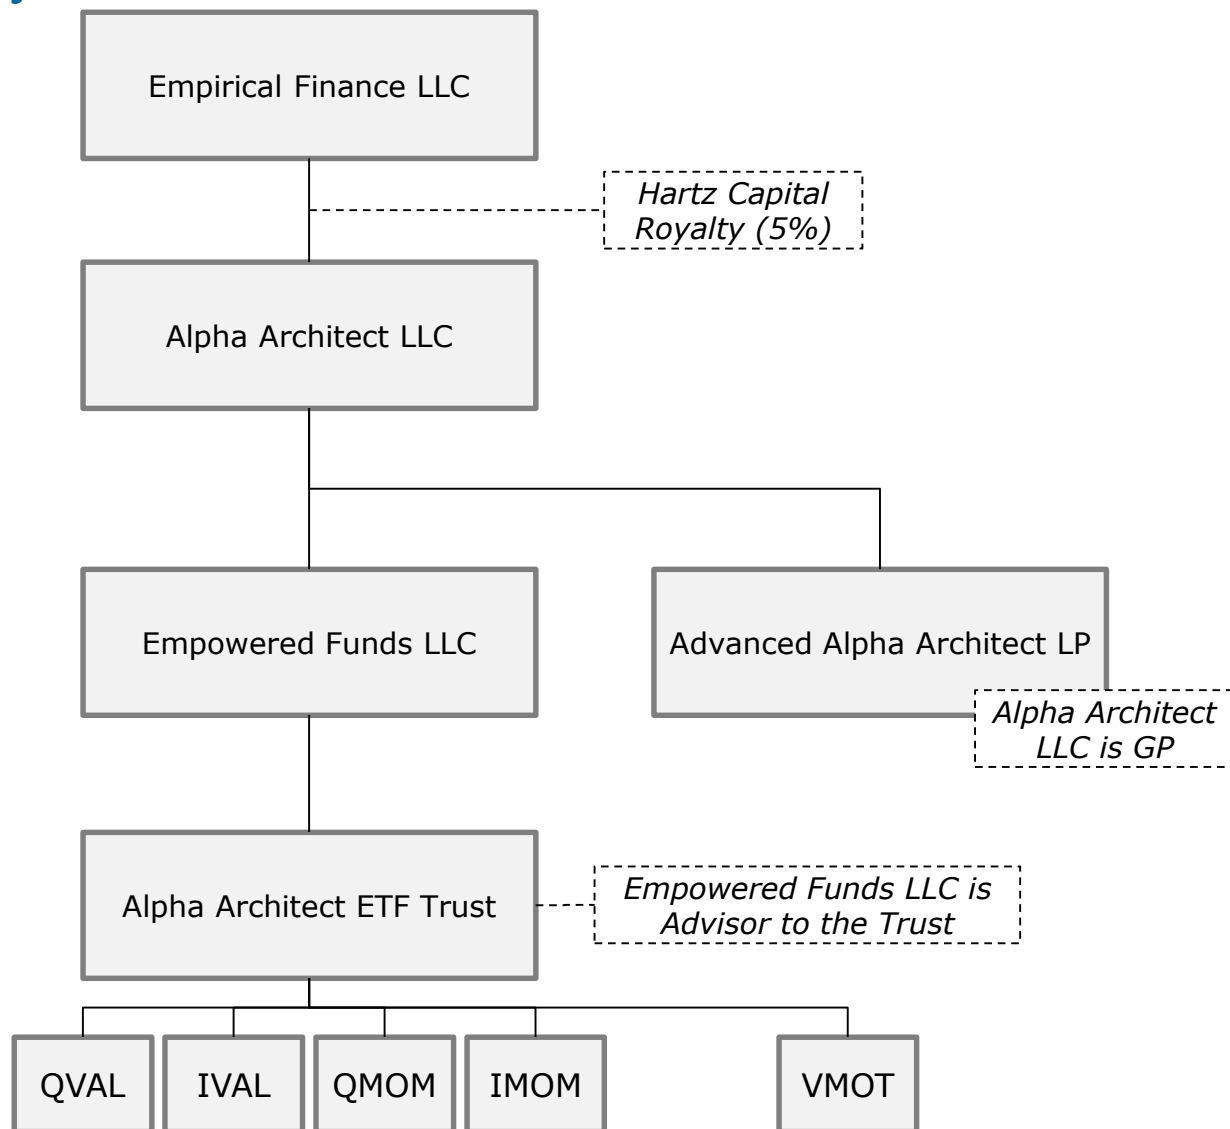 Empirical Finance LLC
Hartz Capital
Royalty (5%)
Alpha Architect LLC
Empowered Funds LLC
Advanced Alpha Architect LP
Alpha Architect
LLC is GP
Alpha Architect ETF Trust
Empowered Funds LLC is
Advisor to the Trust
QVAL
IVAL
QMOM
IMOM
VMOT